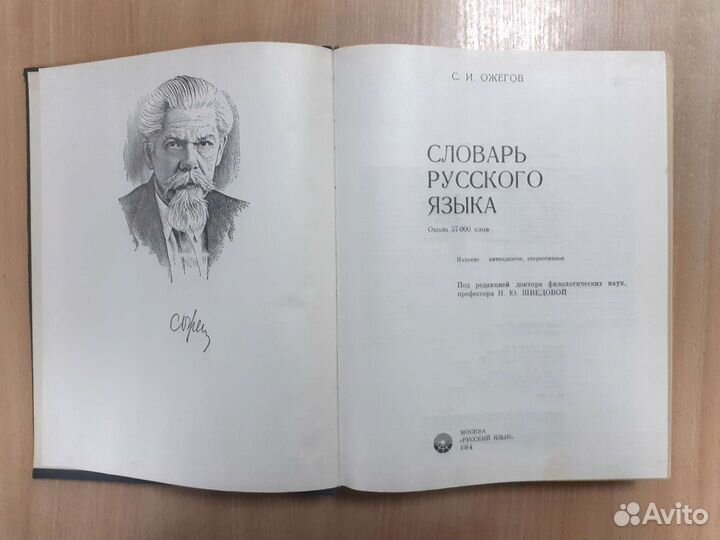 С. И. ОЖЕГОВ
СЛОВАРЬ
РУССКОГО
ЯЗЫКА
Около 57 000 слов
Издание пятнадцатое, стереотипное
Под редакцией доктора филологических наук,
профессора Н. Ю. ШВЕДОВОЙ
МОСКВА
«РУССКИЙ ЯЗЫК»
1984
Avito